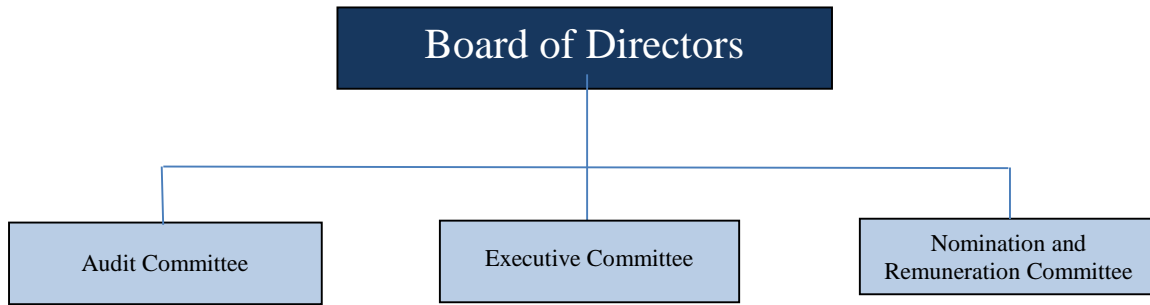 Board of Directors
Audit Committee
Executive Committee
Nomination and
Remuneration Committee